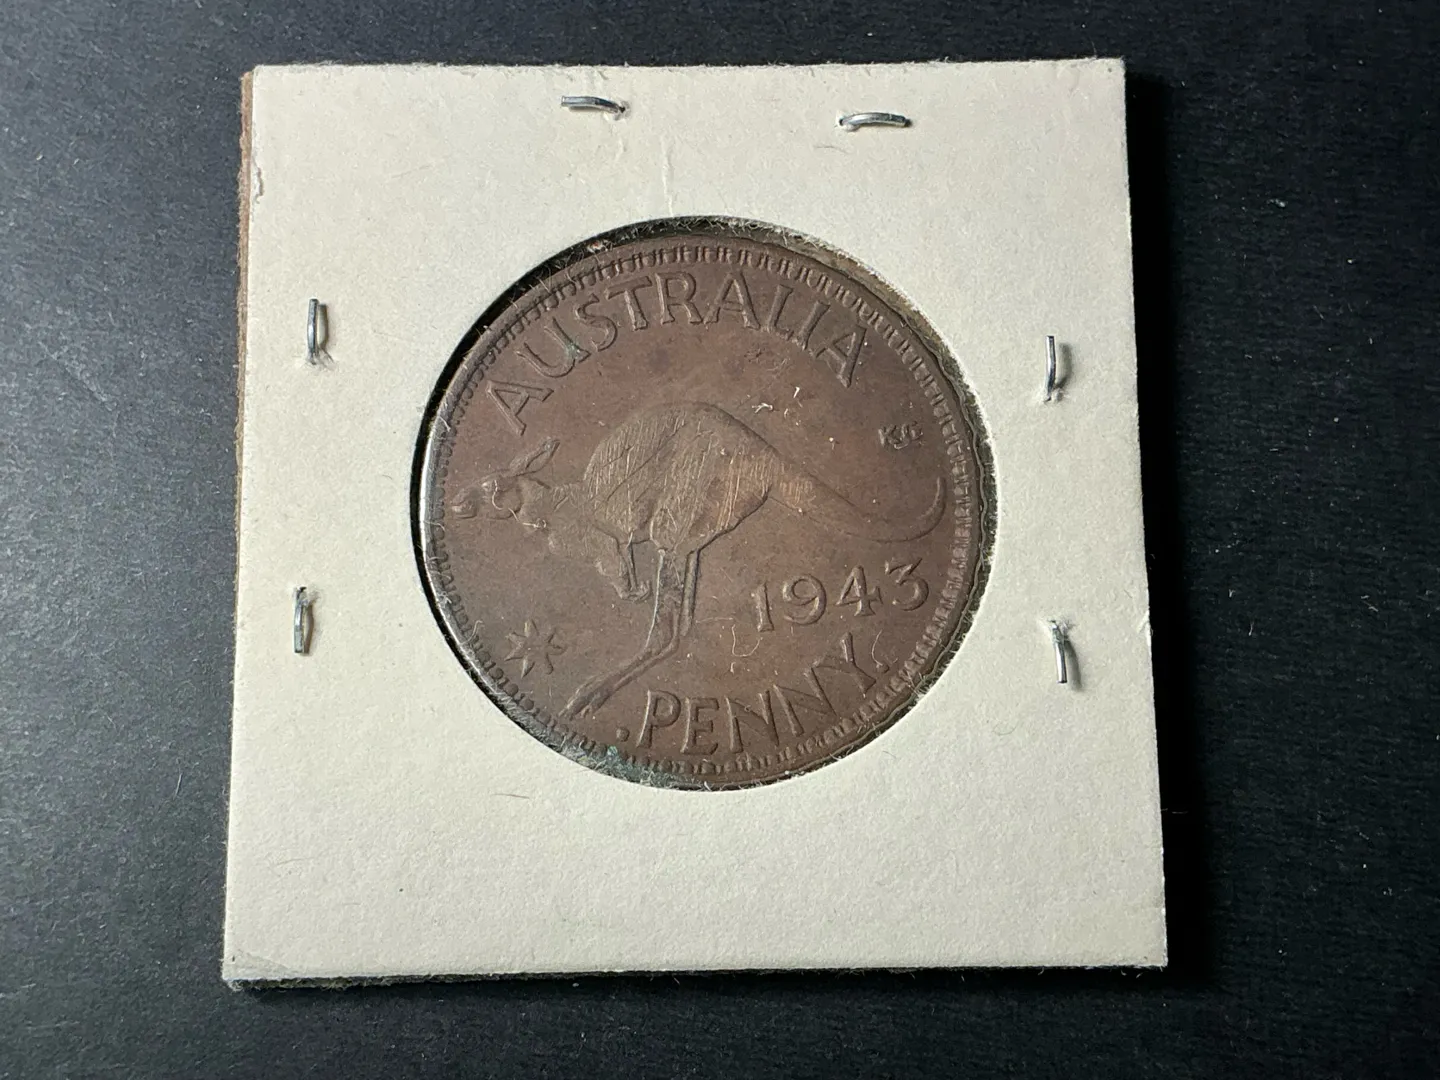 AUSTRALIA
KG
1943
.PENNY.